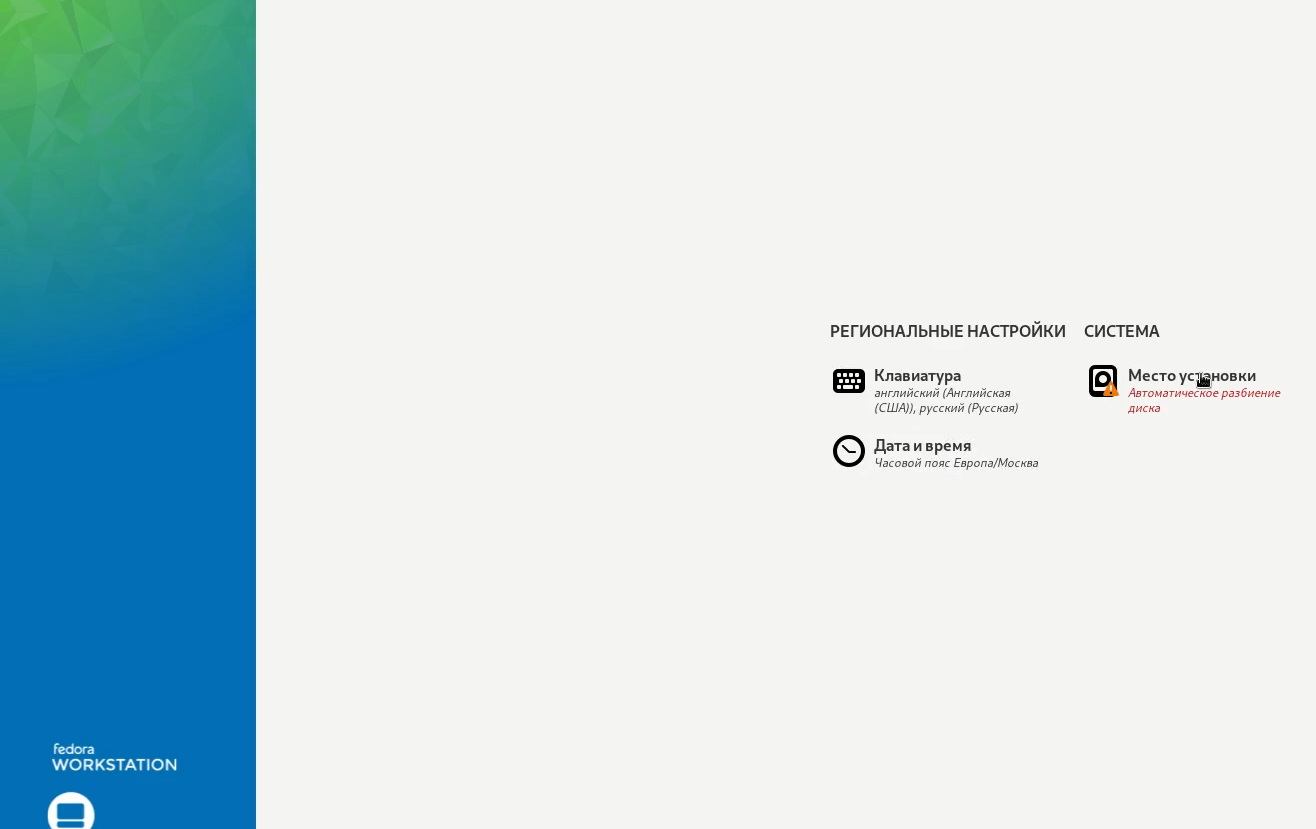 РЕГИОНАЛЬНЫЕ НАСТРОЙКИ
Клавиатура
английский (Английская
(США)), русский (Русская)
Дата и время
Часовой пояс Европа/Москва
СИСТЕМА
Место установки
Автоматическое разбиение
диска
fedora
WORKSTATION